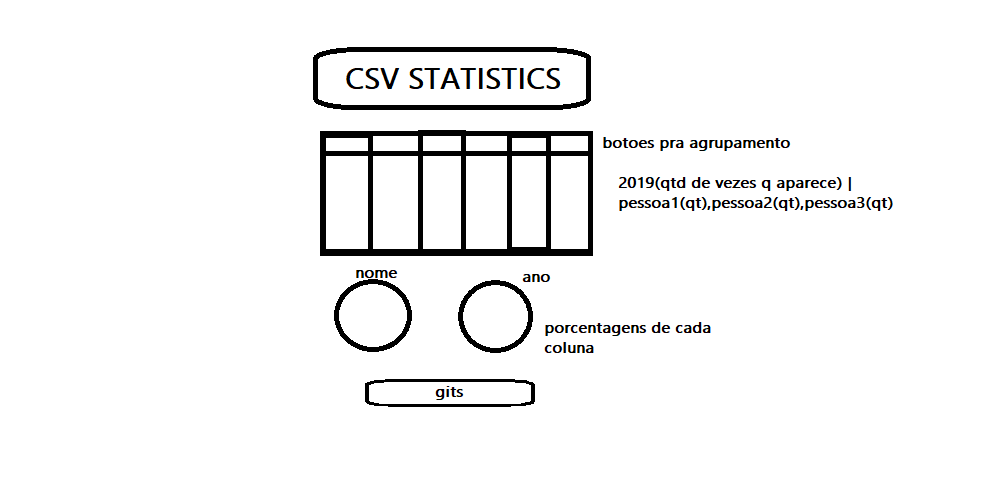 CSV STATISTICS
botoes pra agrupamento
2019(qtd de vezes q aparece) |
pessoa1(qt),pessoa2(qt),pessoa3(qt)
nome
ano
porcentagens de cada
coluna
gits